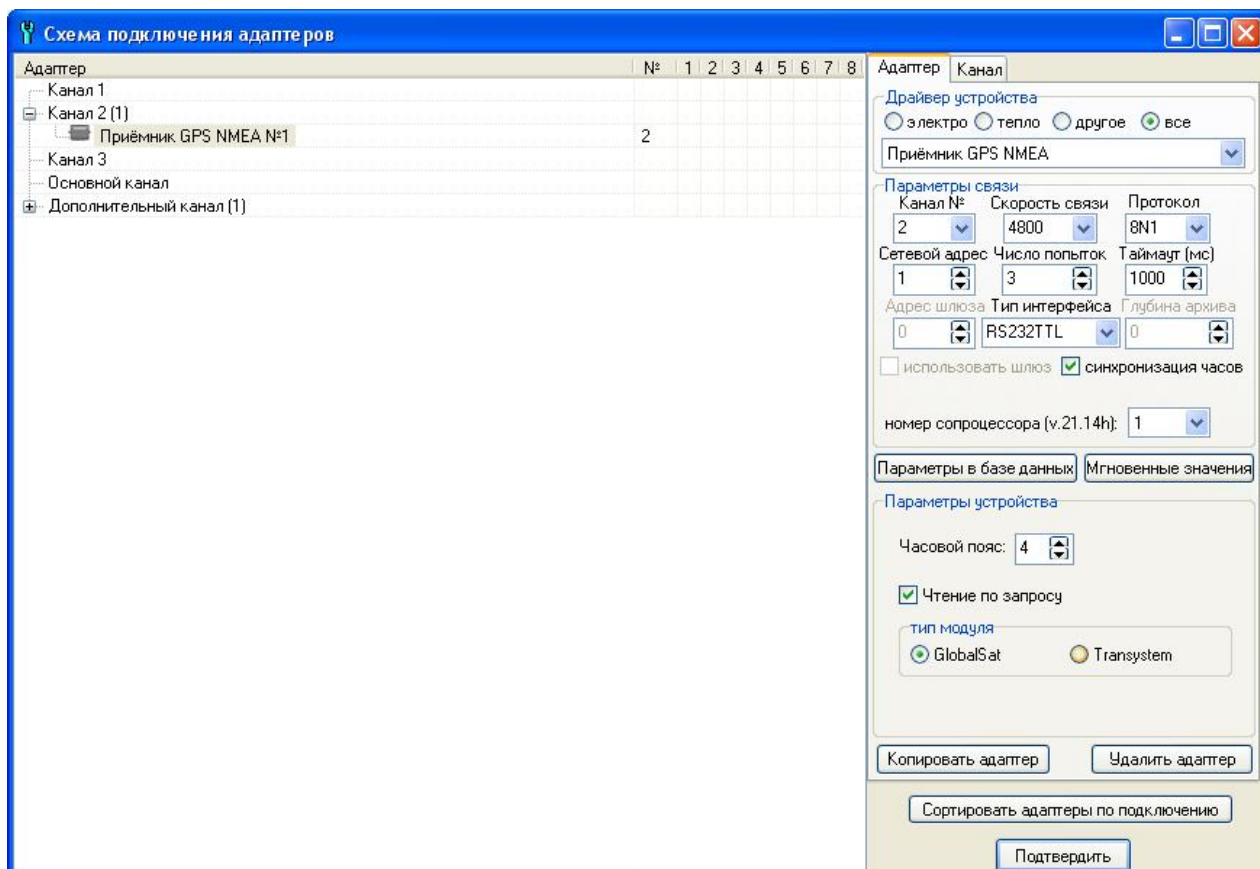 Схема подключения адаптеров
Адаптер № 1 2 3 4 5 6 7 8
Канал 1
Канал 2 (1)
Приёмник GPS NMEA №1 2
Канал 3
Основной канал
Дополнительный канал (1)
Адаптер Канал
Драйвер устройства
электро тепло другое все
Приёмник GPS NMEA
Параметры связи
Канал № Скорость связи Протокол
2 4800 8N1
Сетевой адрес Число попыток Таймаут (мс)
1 3 1000
Адрес шлюза Тип интерфейса Глубина архива
0 RS232TTL 0
использовать шлюз синхронизация часов
номер сопроцессора (v.21.14h): 1
Параметры в базе данных Мгновенные значения
Параметры устройства
Часовой пояс: 4
Чтение по запросу
тип модуля
GlobalSat Transystem
Копировать адаптер Удалить адаптер
Сортировать адаптеры по подключению
Подтвердить